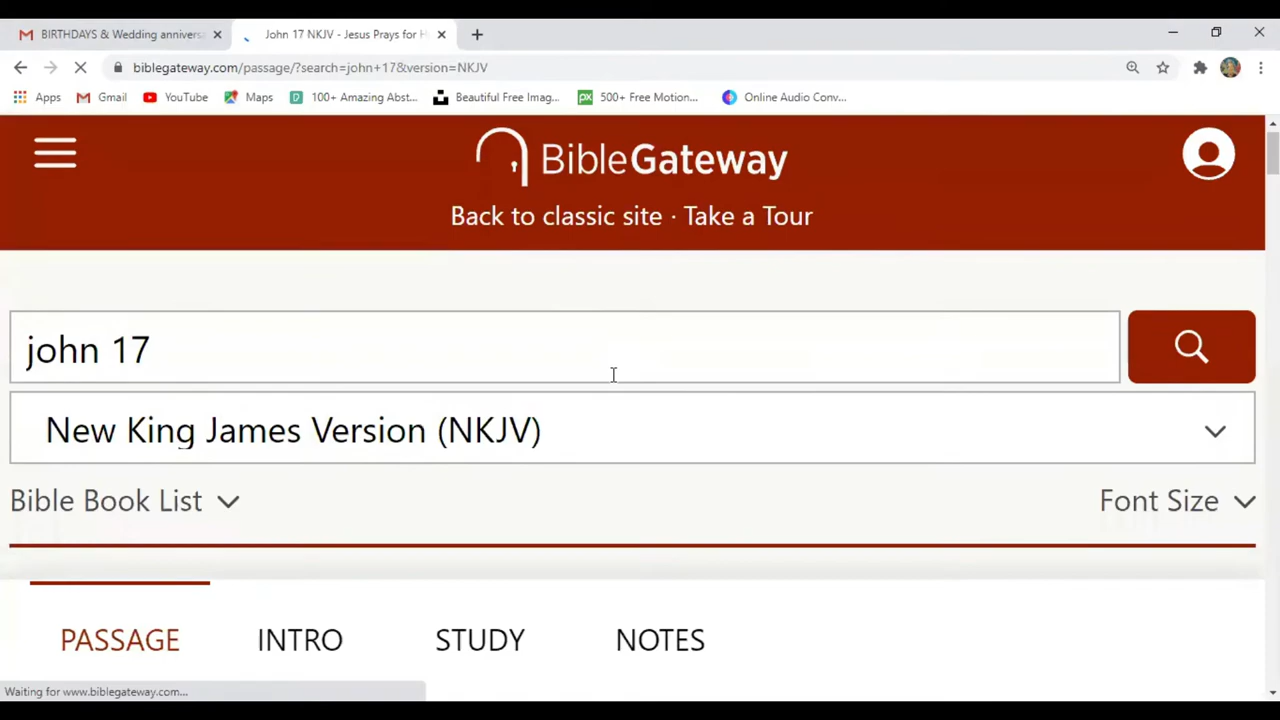 BIRTHDAYS & Wedding annivers
John 17 NKJV - Jesus Prays for H
biblegateway.com/passage/?search=john+17&version=NKJV
Apps Gmail YouTube Maps 100+ Amazing Abst... Beautiful Free Imag... 500+ Free Motion... Online Audio Conv...
BibleGateway
Back to classic site · Take a Tour
john 17
New King James Version (NKJV)
Bible Book List Font Size
PASSAGE INTRO STUDY NOTES
Waiting for www.biblegateway.com...